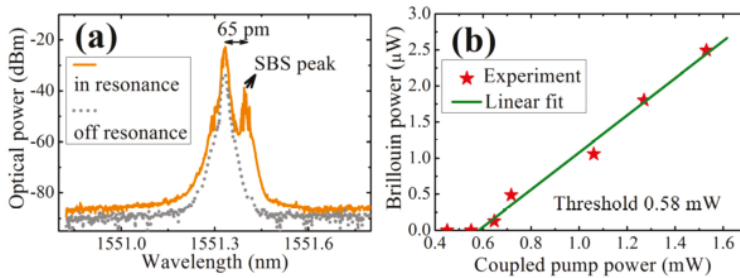 (a)
65 pm
SBS peak
in resonance
off resonance
Optical power (dBm)
-20
-40
-60
-80
1551.0
1551.3
1551.6
Wavelength (nm)
(b)
Experiment
Linear fit
Threshold 0.58 mW
Brillouin power (μW)
3.0
2.5
2.0
1.5
1.0
0.5
0.0
0.4
0.6
0.8
1.0
1.2
1.4
1.6
Coupled pump power (mW)